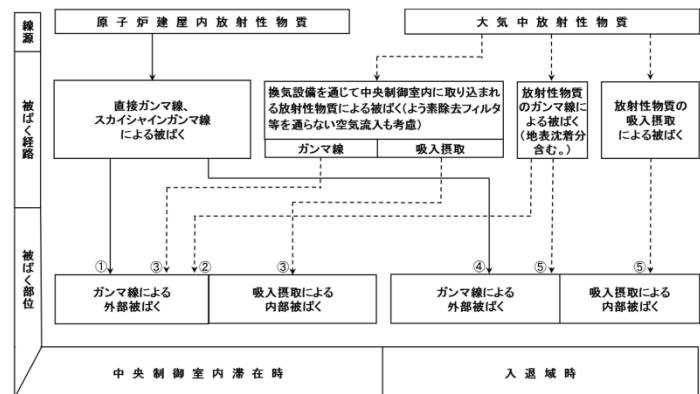 線源
原子炉建屋内放射性物質
大気中放射性物質
被ばく経路
直接ガンマ線、
スカイシャインガンマ線
による被ばく
換気設備を通じて中央制御室内に取り込まれ
る放射性物質による被ばく(よう素除去フィルタ
等を通らない空気流入も考慮)
ガンマ線
吸入摂取
放射性物質
のガンマ線に
よる被ばく
(地表沈着分
含む。)
放射性物質の
吸入摂取
による被ばく
被ばく部位
①
③
②
③
④
⑤
⑤
ガンマ線による
外部被ばく
吸入摂取による
内部被ばく
ガンマ線による
外部被ばく
吸入摂取による
内部被ばく
中央制御室内滞在時
入退域時